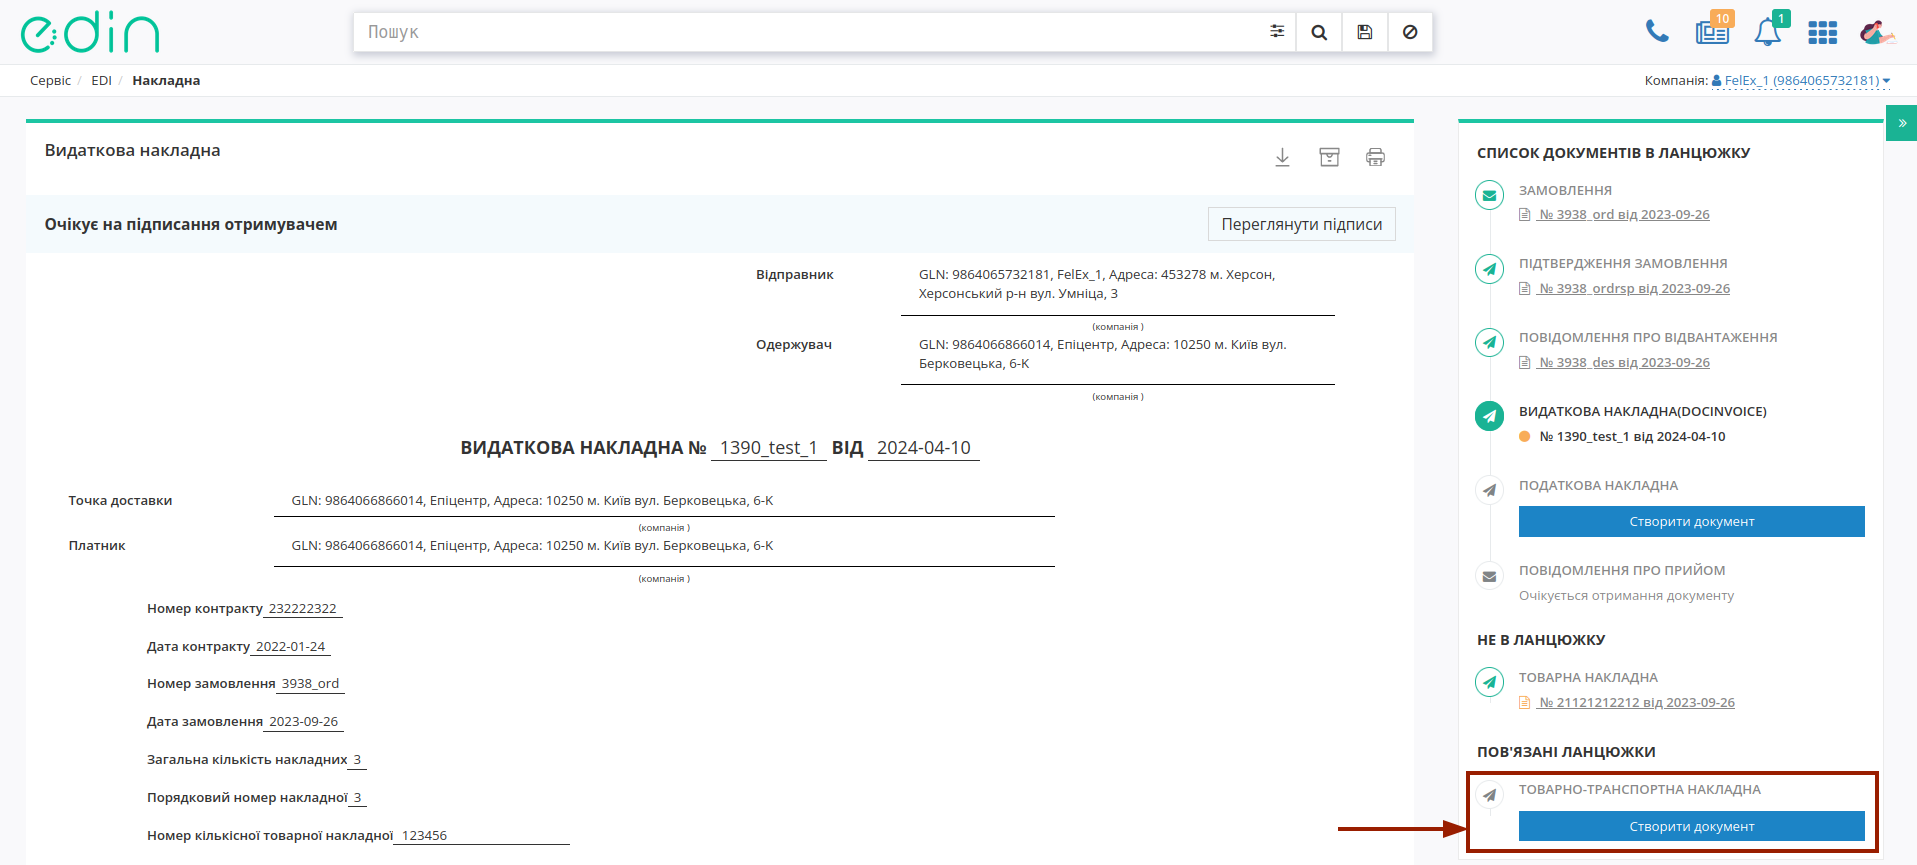 edin
Пошук
10
1
Сервіс / EDI / Накладна
Компанія: FelEx_1 (9864065732181)
Видаткова накладна
Очікує на підписання отримувачем
Переглянути підписи
Відправник
GLN: 9864065732181, FelEx_1, Адреса: 453278 м. Херсон,
Херсонський р-н вул. Умніца, 3
(компанія )
Одержувач
GLN: 9864066866014, Епіцентр, Адреса: 10250 м. Київ вул.
Берковецька, 6-К
(компанія )
ВИДАТКОВА НАКЛАДНА № 1390_test_1 ВІД 2024-04-10
Точка доставки
GLN: 9864066866014, Епіцентр, Адреса: 10250 м. Київ вул. Берковецька, 6-К
(компанія )
Платник
GLN: 9864066866014, Епіцентр, Адреса: 10250 м. Київ вул. Берковецька, 6-К
(компанія )
Номер контракту 232222322
Дата контракту 2022-01-24
Номер замовлення 3938_ord
Дата замовлення 2023-09-26
Загальна кількість накладних 3
Порядковий номер накладної 3
Номер кількісної товарної накладної 123456
»
СПИСОК ДОКУМЕНТІВ В ЛАНЦЮЖКУ
ЗАМОВЛЕННЯ
№ 3938_ord від 2023-09-26
ПІДТВЕРДЖЕННЯ ЗАМОВЛЕННЯ
№ 3938_ordrsp від 2023-09-26
ПОВІДОМЛЕННЯ ПРО ВІДВАНТАЖЕННЯ
№ 3938_des від 2023-09-26
ВИДАТКОВА НАКЛАДНА(DOCINVOICE)
№ 1390_test_1 від 2024-04-10
ПОДАТКОВА НАКЛАДНА
Створити документ
ПОВІДОМЛЕННЯ ПРО ПРИЙОМ
Очікується отримання документу
НЕ В ЛАНЦЮЖКУ
ТОВАРНА НАКЛАДНА
№ 21121212212 від 2023-09-26
ПОВ'ЯЗАНІ ЛАНЦЮЖКИ
ТОВАРНО-ТРАНСПОРТНА НАКЛАДНА
Створити документ